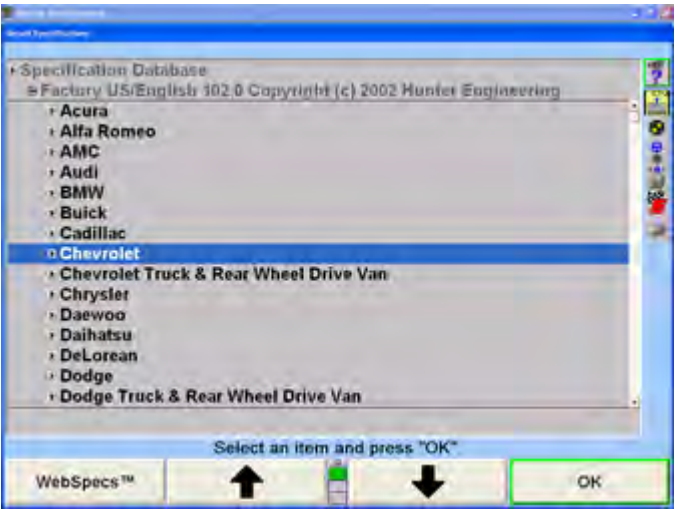 Specification Database
Factory US/English 102.0 Copyright (c) 2002 Hunter Engineering
Acura
Alfa Romeo
AMC
Audi
BMW
Buick
Cadillac
Chevrolet
Chevrolet Truck & Rear Wheel Drive Van
Chrysler
Daewoo
Daihatsu
DeLorean
Dodge
Dodge Truck & Rear Wheel Drive Van
Select an item and press "OK"
WebSpecs™
OK